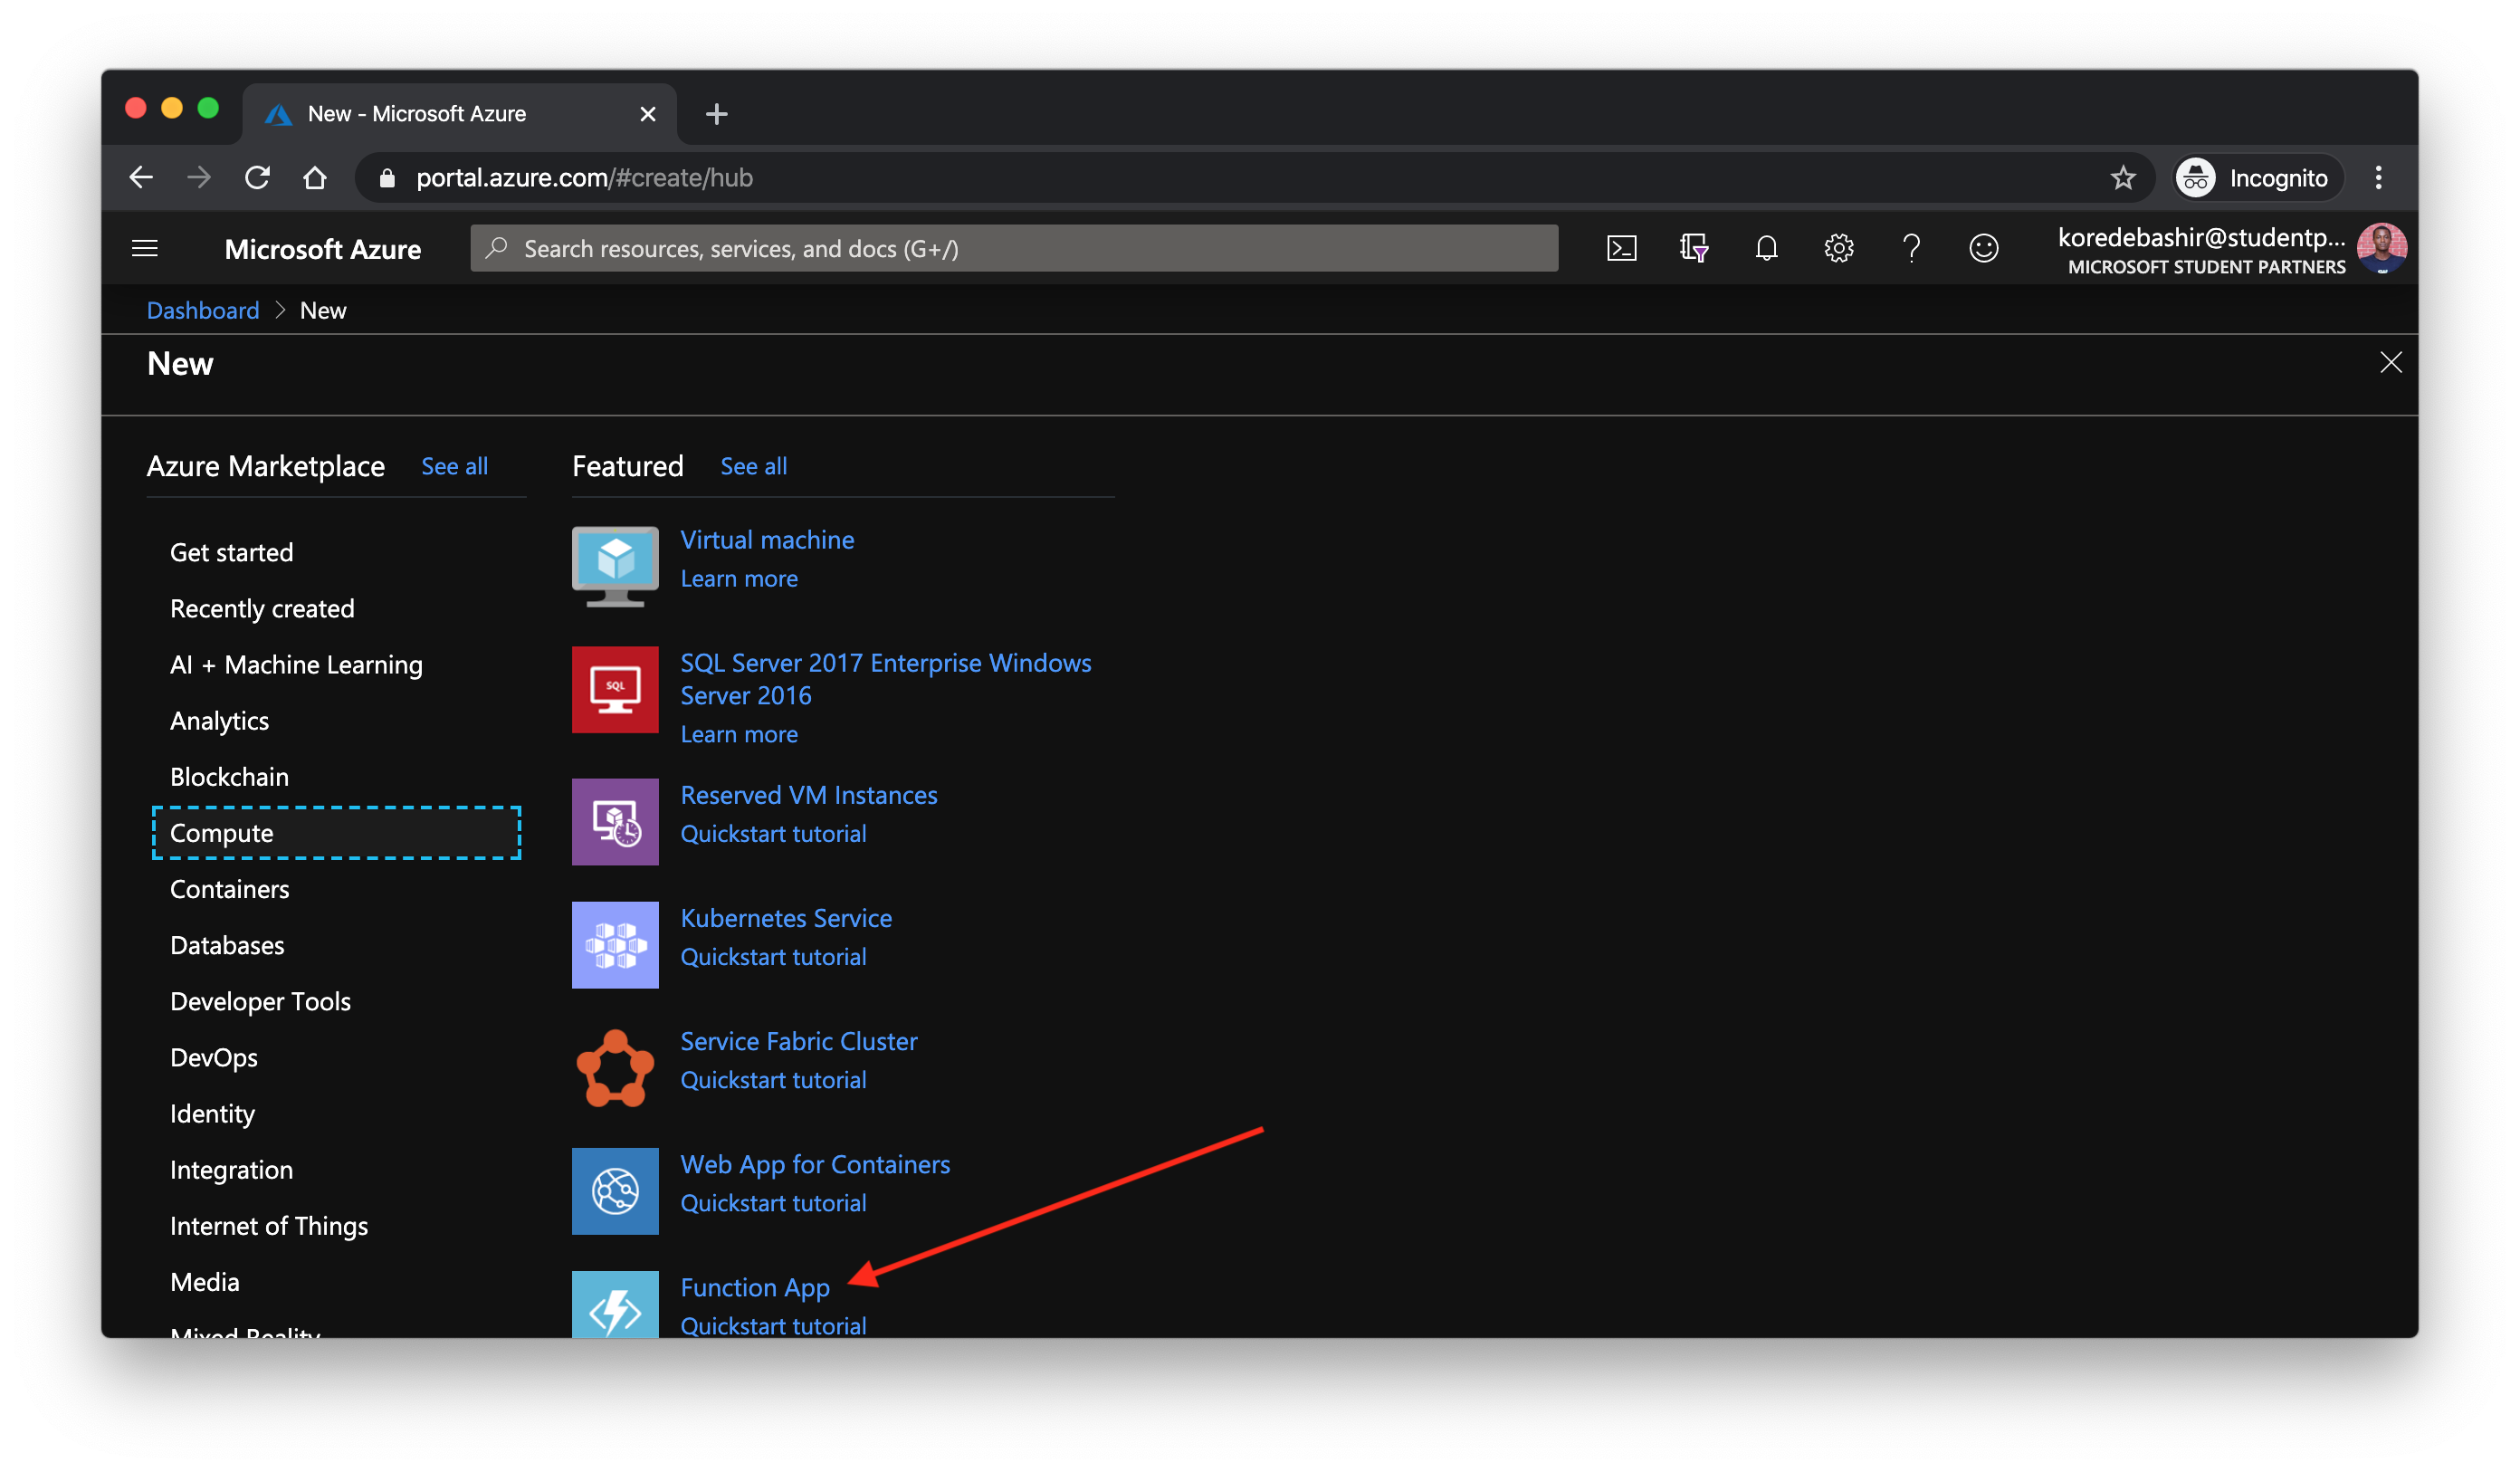 New - Microsoft Azure
portal.azure.com/#create/hub
Incognito
Microsoft Azure
Search resources, services, and docs (G+/)
koredebashir@studentp...
MICROSOFT STUDENT PARTNERS
Dashboard > New
New
Azure Marketplace See all
Get started
Recently created
AI + Machine Learning
Analytics
Blockchain
Compute
Containers
Databases
Developer Tools
DevOps
Identity
Integration
Internet of Things
Media
Mixed Reality
Featured See all
Virtual machine
Learn more
SQL
SQL Server 2017 Enterprise Windows
Server 2016
Learn more
Reserved VM Instances
Quickstart tutorial
Kubernetes Service
Quickstart tutorial
Service Fabric Cluster
Quickstart tutorial
Web App for Containers
Quickstart tutorial
Function App
Quickstart tutorial